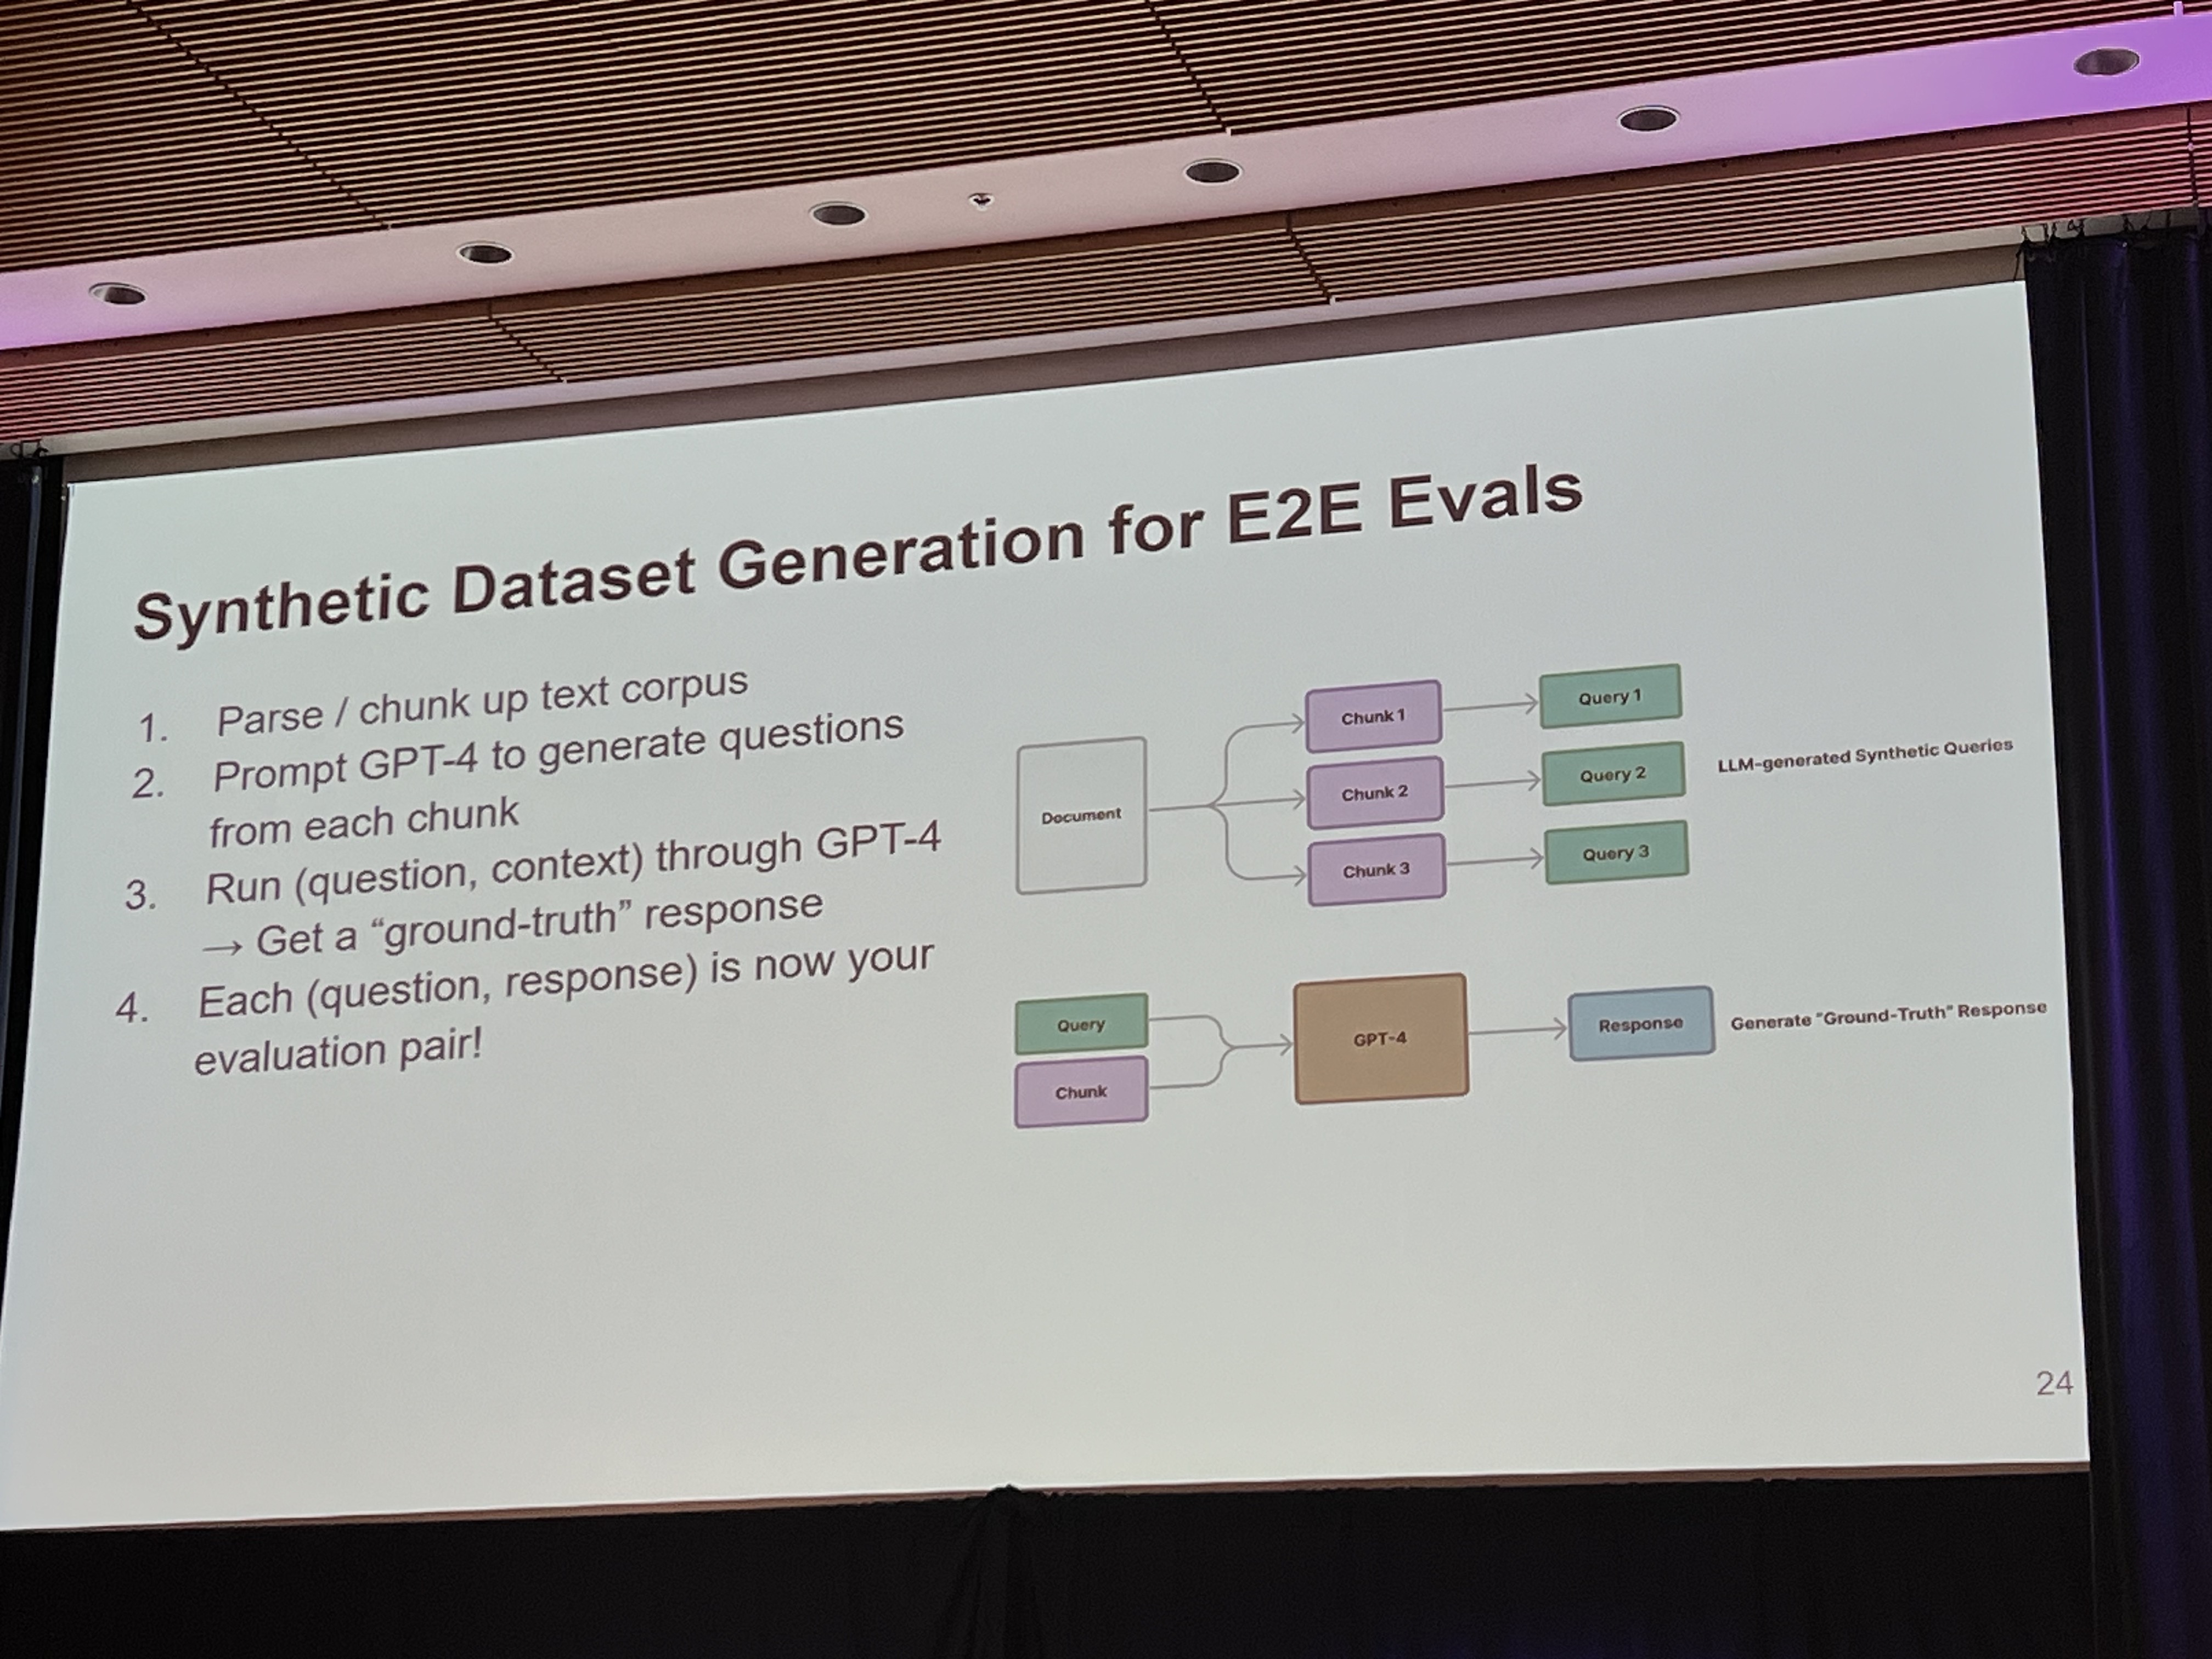 Synthetic Dataset Generation for E2E Evals
1. Parse / chunk up text corpus
2. Prompt GPT-4 to generate questions
from each chunk
3. Run (question, context) through GPT-4
→ Get a “ground-truth” response
4. Each (question, response) is now your
evaluation pair!
Document
Chunk 1
Query 1
Chunk 2
Query 2
Chunk 3
Query 3
LLM-generated Synthetic Queries
Query
Chunk
GPT-4
Response
Generate "Ground-Truth" Response
24